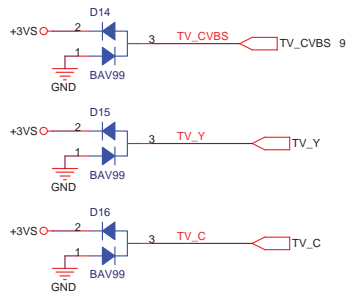 D14
+3VS 2
3 TV_CVBS TV_CVBS 9
1
GND BAV99
D15
+3VS 2
3 TV_Y TV_Y
1
GND BAV99
D16
+3VS 2
3 TV_C TV_C
1
GND BAV99